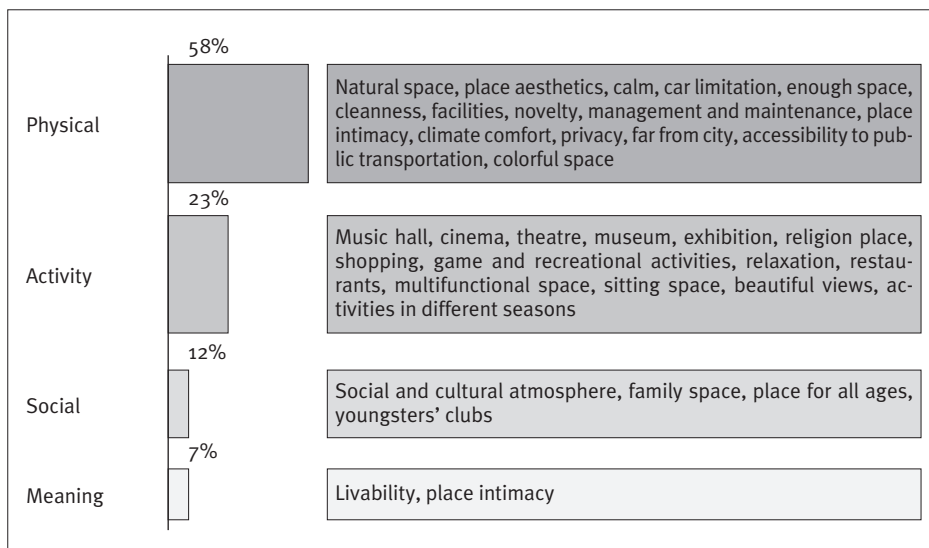 58%
Physical
Natural space, place aesthetics, calm, car limitation, enough space,
cleanness, facilities, novelty, management and maintenance, place
intimacy, climate comfort, privacy, far from city, accessibility to pub-
lic transportation, colorful space
23%
Activity
Music hall, cinema, theatre, museum, exhibition, religion place,
shopping, game and recreational activities, relaxation, restau-
rants, multifunctional space, sitting space, beautiful views, ac-
tivities in different seasons
12%
Social
Social and cultural atmosphere, family space, place for all ages,
youngsters’ clubs
7%
Meaning
Livability, place intimacy